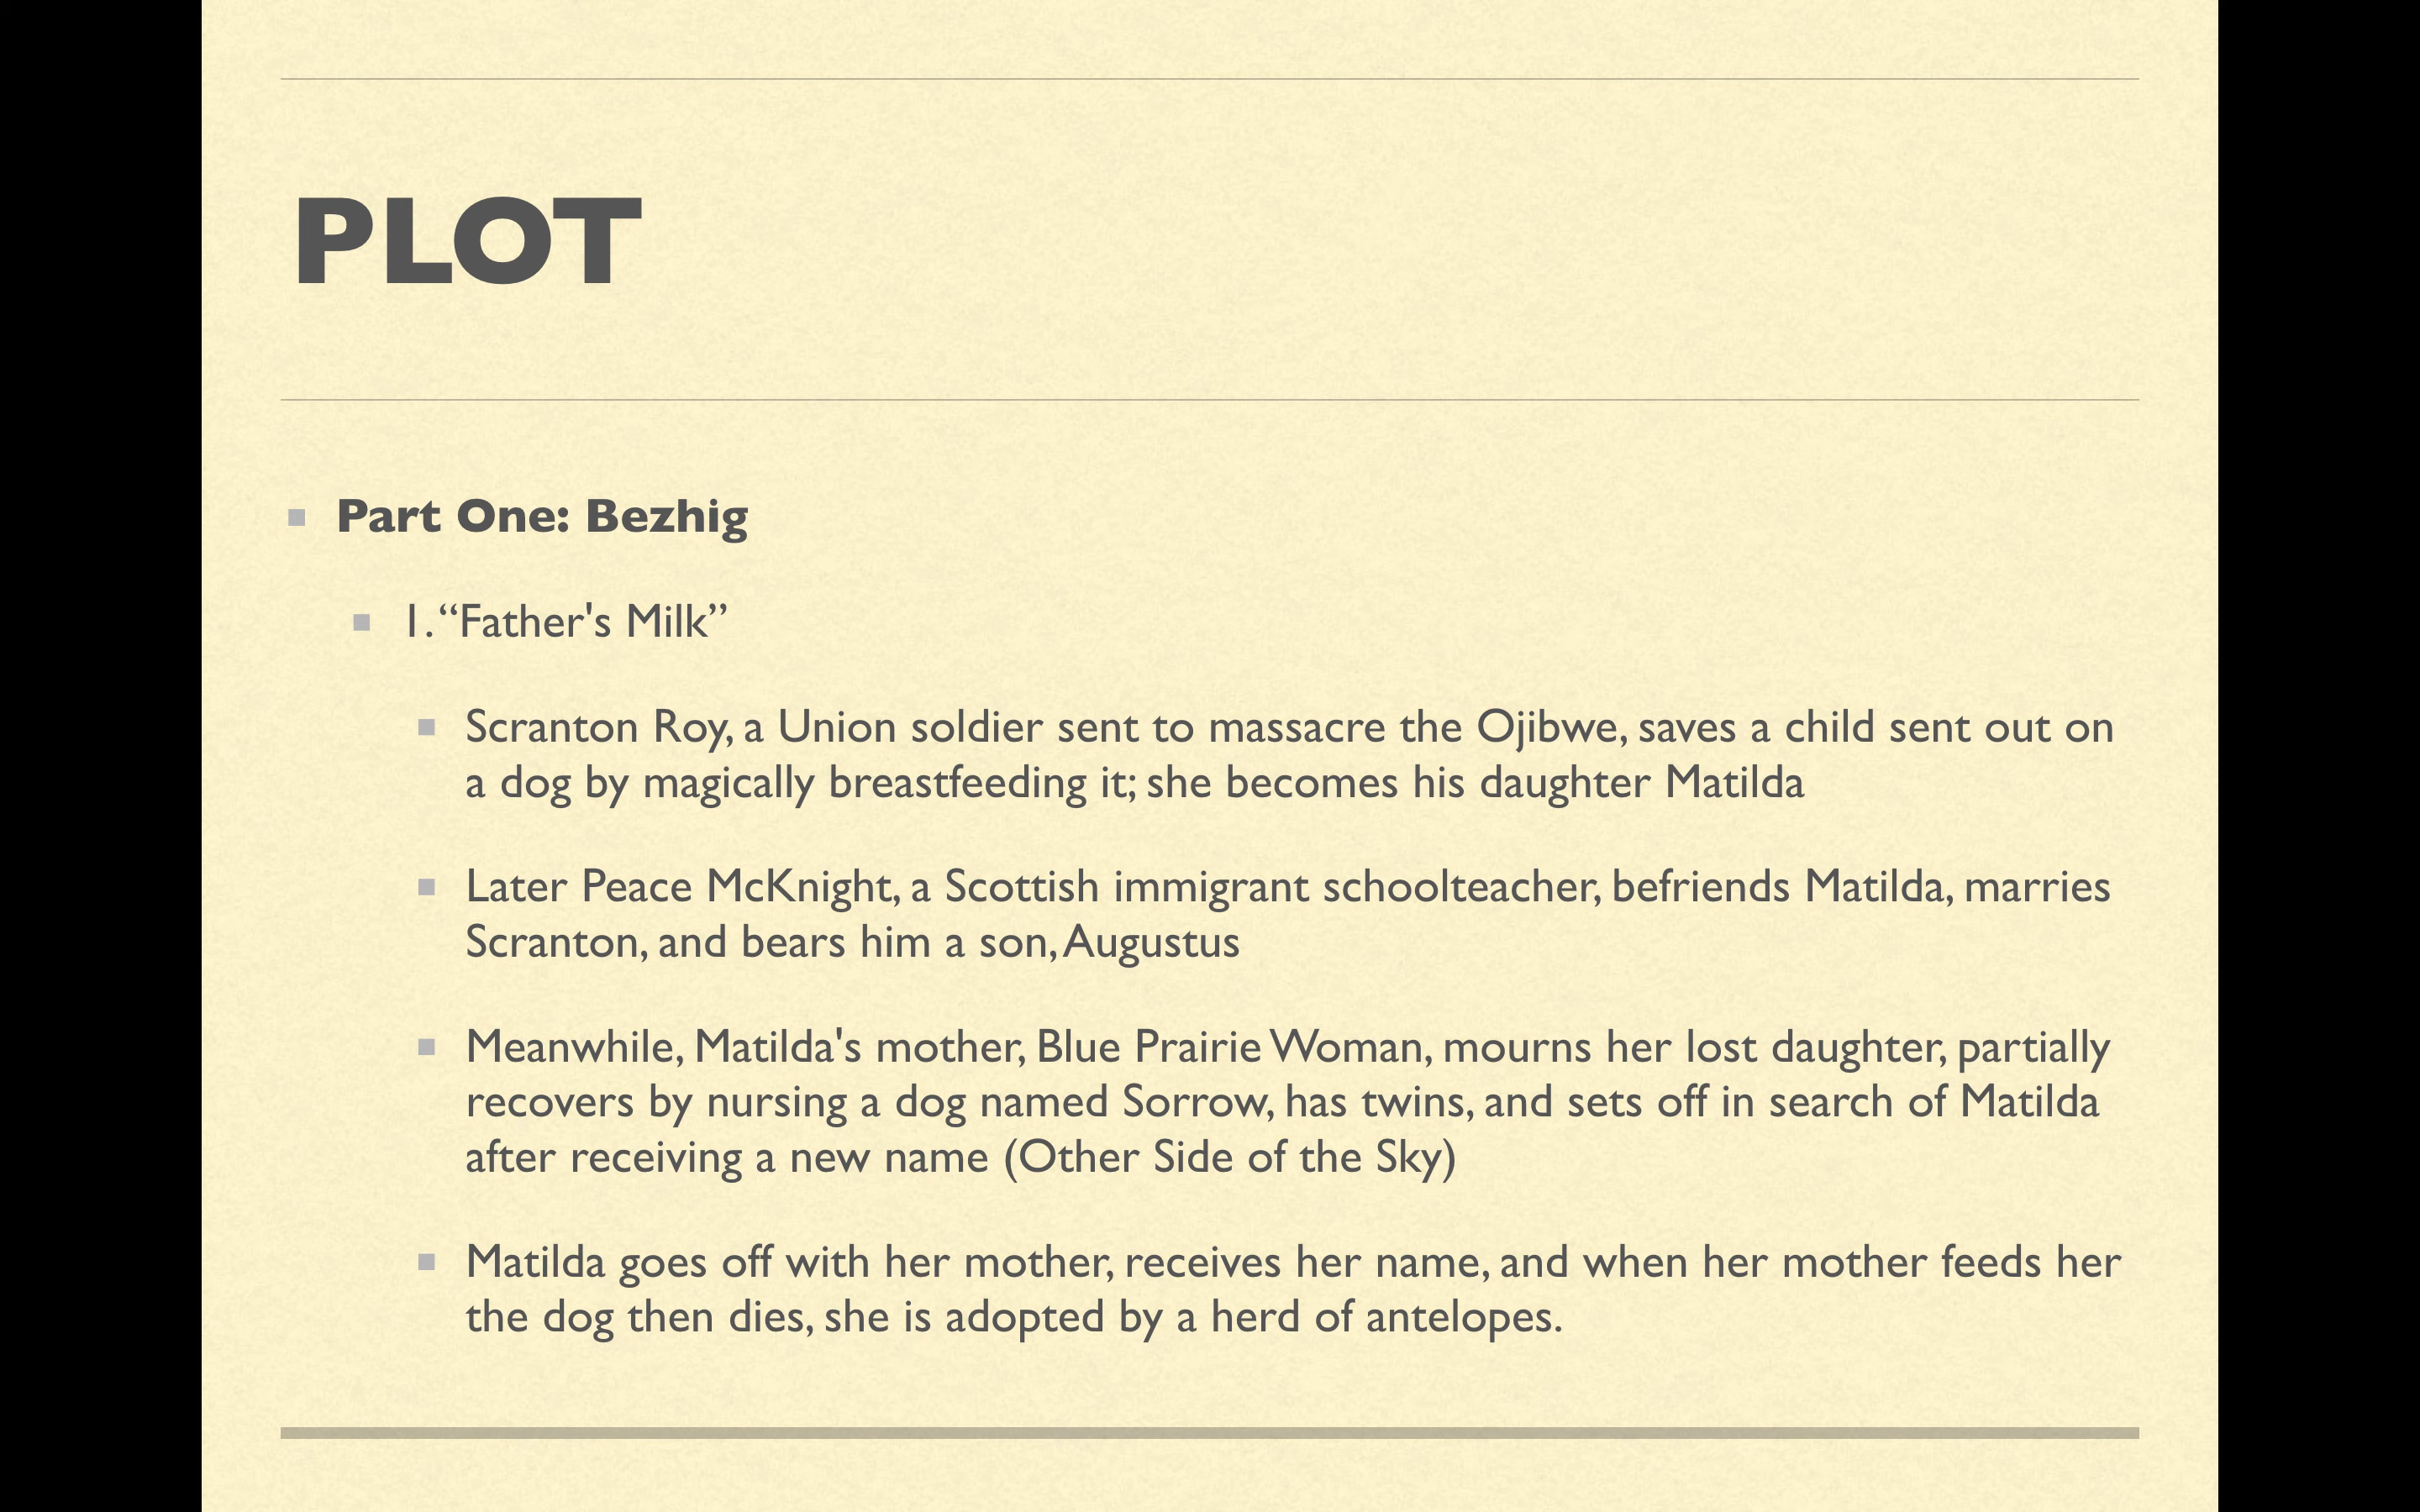 PLOT
Part One: Bezhig
1. “Father's Milk”
Scranton Roy, a Union soldier sent to massacre the Ojibwe, saves a child sent out on
a dog by magically breastfeeding it; she becomes his daughter Matilda
Later Peace McKnight, a Scottish immigrant schoolteacher, befriends Matilda, marries
Scranton, and bears him a son, Augustus
Meanwhile, Matilda's mother, Blue Prairie Woman, mourns her lost daughter, partially
recovers by nursing a dog named Sorrow, has twins, and sets off in search of Matilda
after receiving a new name (Other Side of the Sky)
Matilda goes off with her mother, receives her name, and when her mother feeds her
the dog then dies, she is adopted by a herd of antelopes.